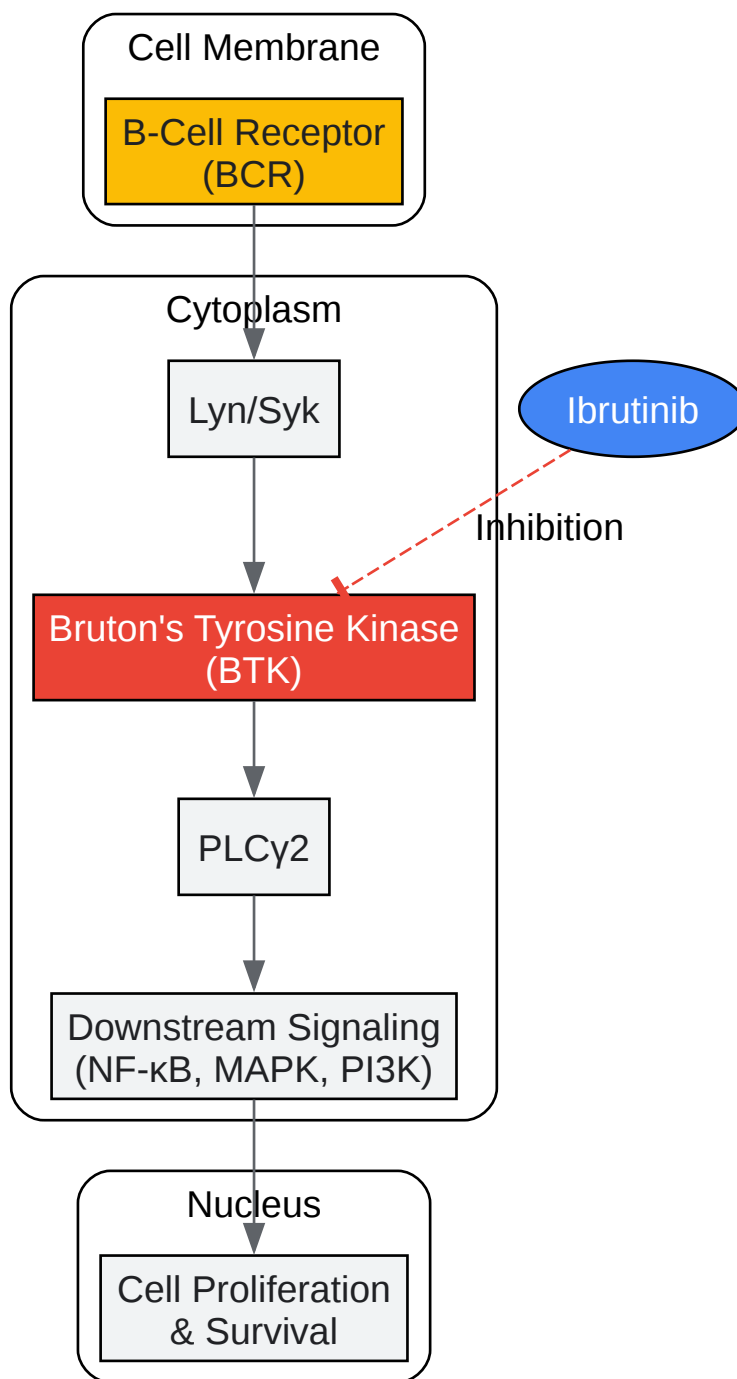 Cell Membrane
B-Cell Receptor
(BCR)
Cytoplasm
Lyn/Syk
Ibrutinib
Inhibition
Bruton's Tyrosine Kinase
(BTK)
PLCγ2
Downstream Signaling
(NF-κB, MAPK, PI3K)
Nucleus
Cell Proliferation
& Survival